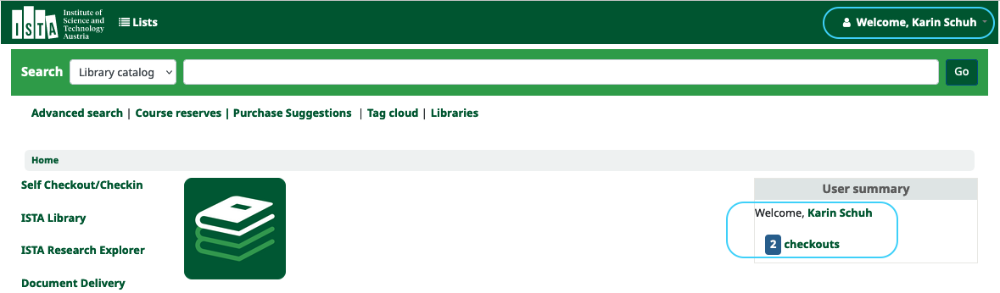 ISTA
Institute of
Science and
Technology
Austria
Lists
Welcome, Karin Schuh
Search
Library catalog
Go
Advanced search | Course reserves | Purchase Suggestions | Tag cloud | Libraries
Home
Self Checkout/Checkin
ISTA Library
ISTA Research Explorer
Document Delivery
User summary
Welcome, Karin Schuh
2 checkouts